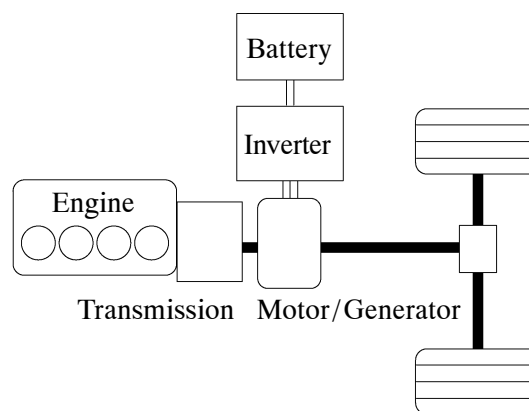 Battery
Inverter
Engine
Transmission
Motor/Generator